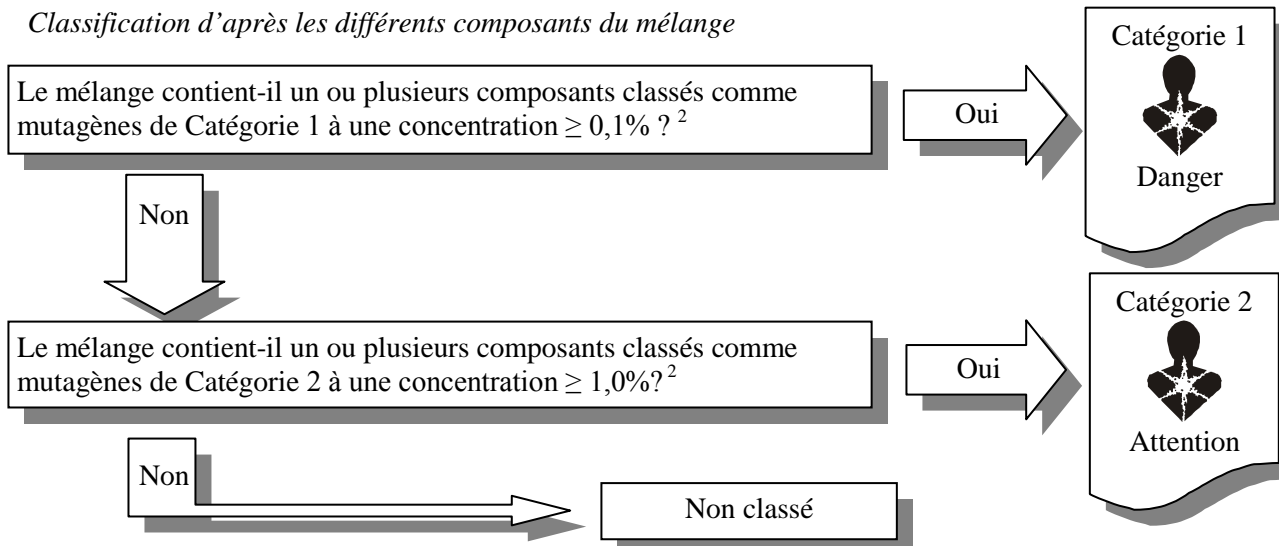 Classification d'après les différents composants du mélange
Catégorie 1
Le mélange contient-il un ou plusieurs composants classés comme
mutagènes de Catégorie 1 à une concentration ≥ 0,1% ? 2
Oui
Danger
Non
Catégorie 2
Le mélange contient-il un ou plusieurs composants classés comme
mutagènes de Catégorie 2 à une concentration ≥ 1,0%? 2
Oui
Attention
Non
Non classé